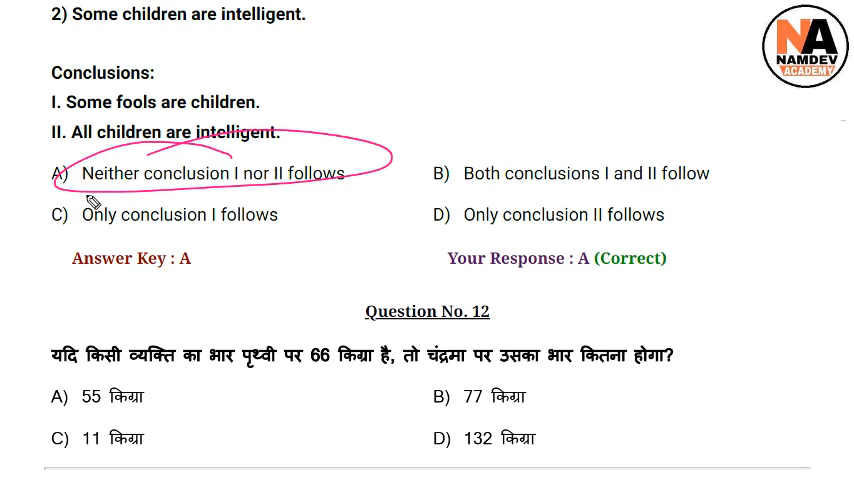 2) Some children are intelligent.
NA
NAMDEV
ACADEMY
Conclusions:
I. Some fools are children.
II. All children are intelligent.
A) Neither conclusion I nor II follows
B) Both conclusions I and II follow
C) Only conclusion I follows
D) Only conclusion II follows
Answer Key : A
Your Response : A (Correct)
Question No. 12
यदि किसी व्यक्ति का भार पृथ्वी पर 66 किग्रा है, तो चंद्रमा पर उसका भार कितना होगा?
A) 55 किग्रा
B) 77 किग्रा
C) 11 किग्रा
D) 132 किग्रा